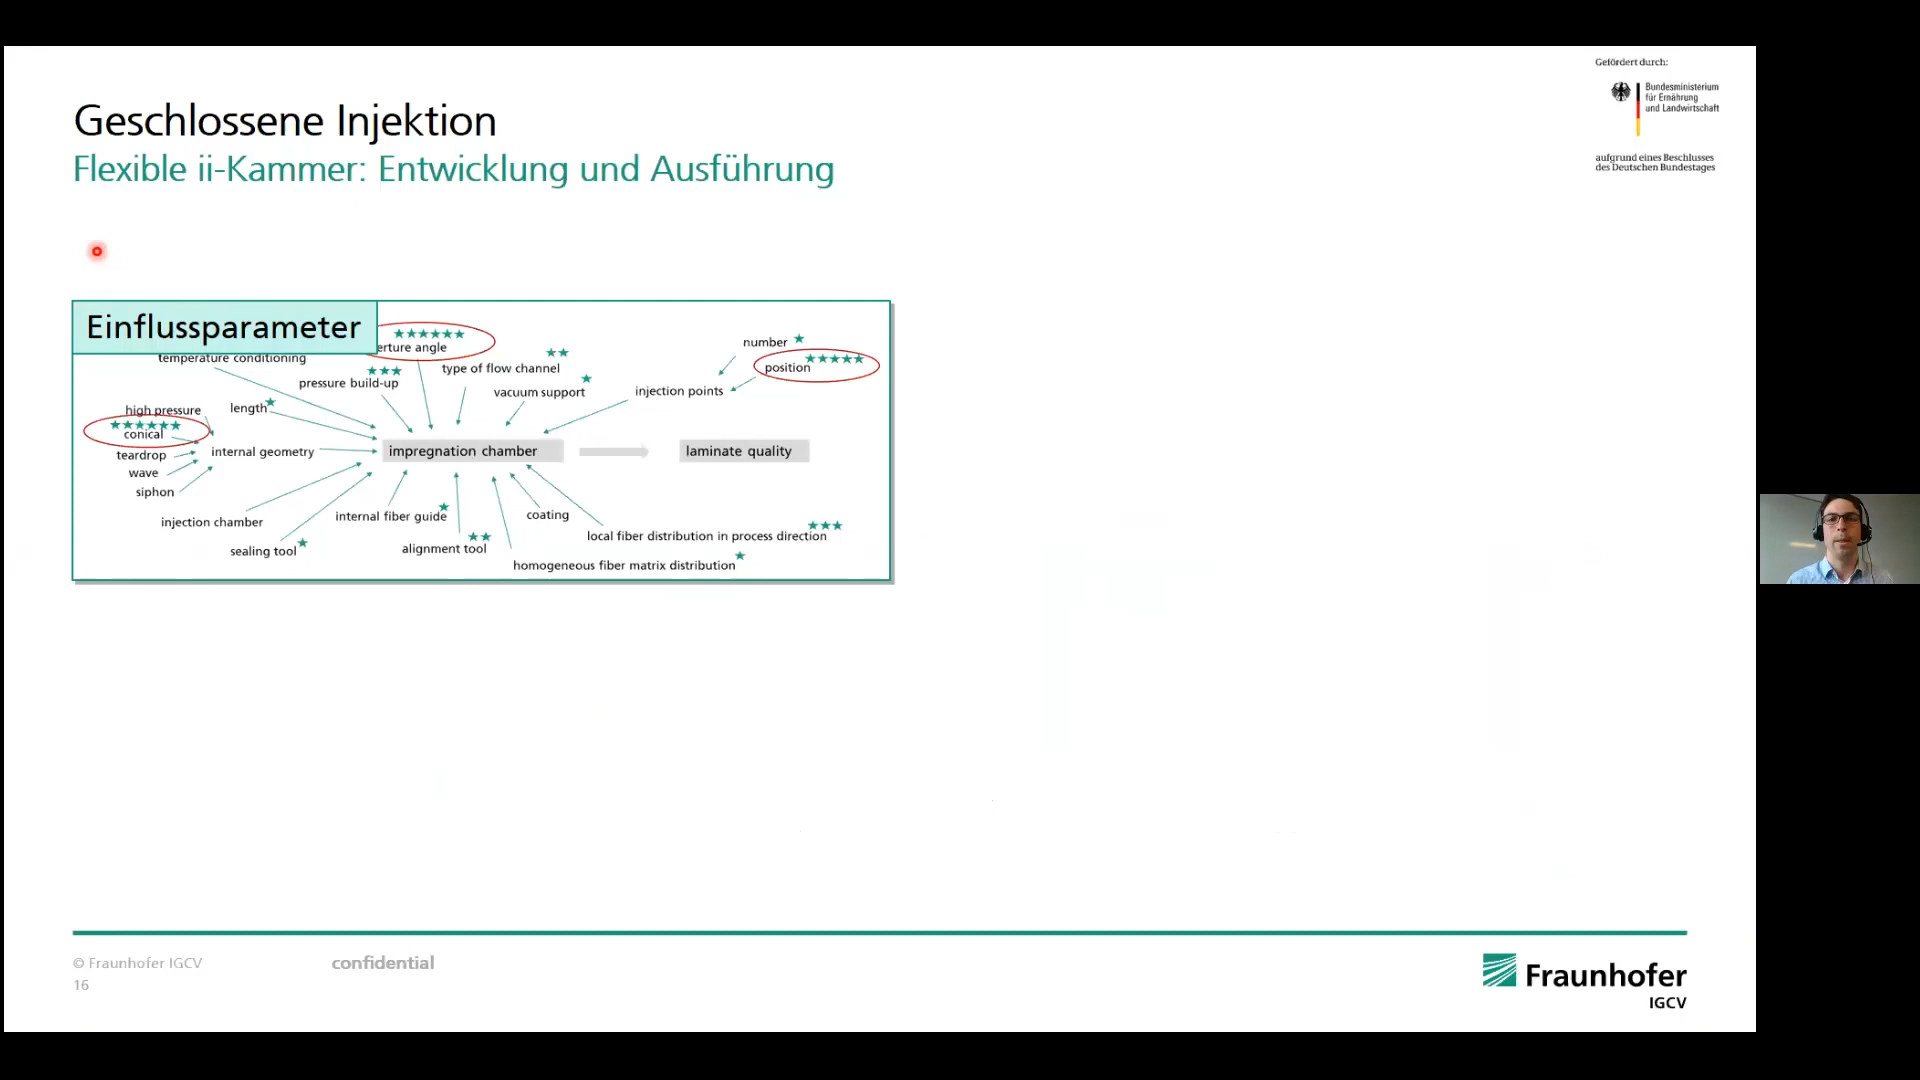 Gefördert durch:
Bundesministerium
für Ernährung
und Landwirtschaft
aufgrund eines Beschlusses
des Deutschen Bundestages
Geschlossene Injektion
Flexible ii-Kammer: Entwicklung und Ausführung
Einflussparameter
erture angle
temperature conditioning
pressure build-up
type of flow channel
vacuum support
number
position
injection points
high pressure
length
conical
teardrop
wave
siphon
internal geometry
impregnation chamber
laminate quality
injection chamber
sealing tool
internal fiber guide
alignment tool
coating
local fiber distribution in process direction
homogeneous fiber matrix distribution
© Fraunhofer IGCV
confidential
16
Fraunhofer
IGCV